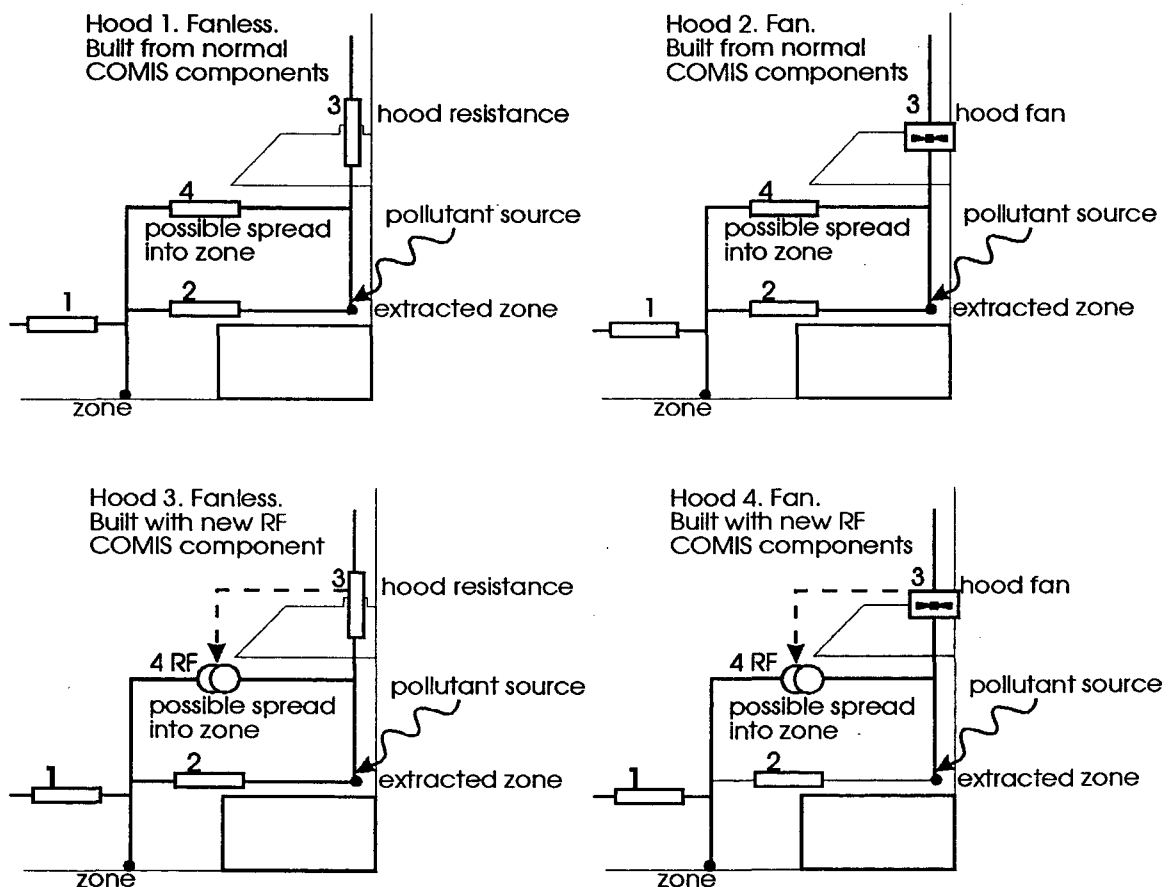 Hood 1. Fanless.
Built from normal
COMIS components
3
hood resistance
4
possible spread
into zone
pollutant source
1
2
extracted zone
zone
Hood 2. Fan.
Built from normal
COMIS components
3
hood fan
4
possible spread
into zone
pollutant source
1
2
extracted zone
zone
Hood 3. Fanless.
Built with new RF
COMIS component
3
hood resistance
4 RF
possible spread
into zone
pollutant source
1
2
extracted zone
zone
Hood 4. Fan.
Built with new RF
COMIS components
3
hood fan
4 RF
possible spread
into zone
pollutant source
1
2
extracted zone
zone